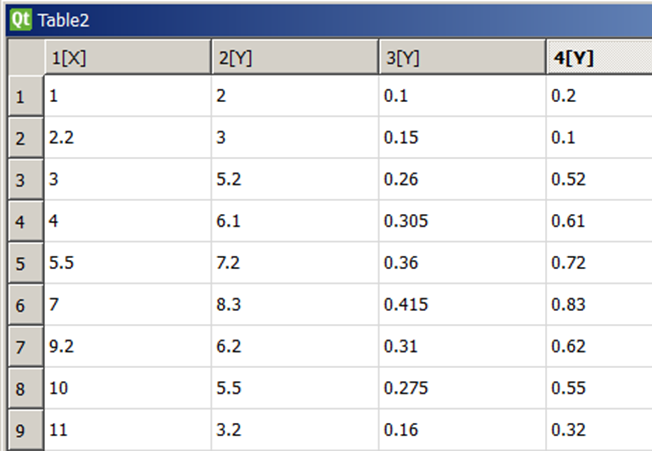 Qt Table2
1[X] 2[Y] 3[Y] 4[Y]
1 1 2 0.1 0.2
2 2.2 3 0.15 0.1
3 3 5.2 0.26 0.52
4 4 6.1 0.305 0.61
5 5.5 7.2 0.36 0.72
6 7 8.3 0.415 0.83
7 9.2 6.2 0.31 0.62
8 10 5.5 0.275 0.55
9 11 3.2 0.16 0.32